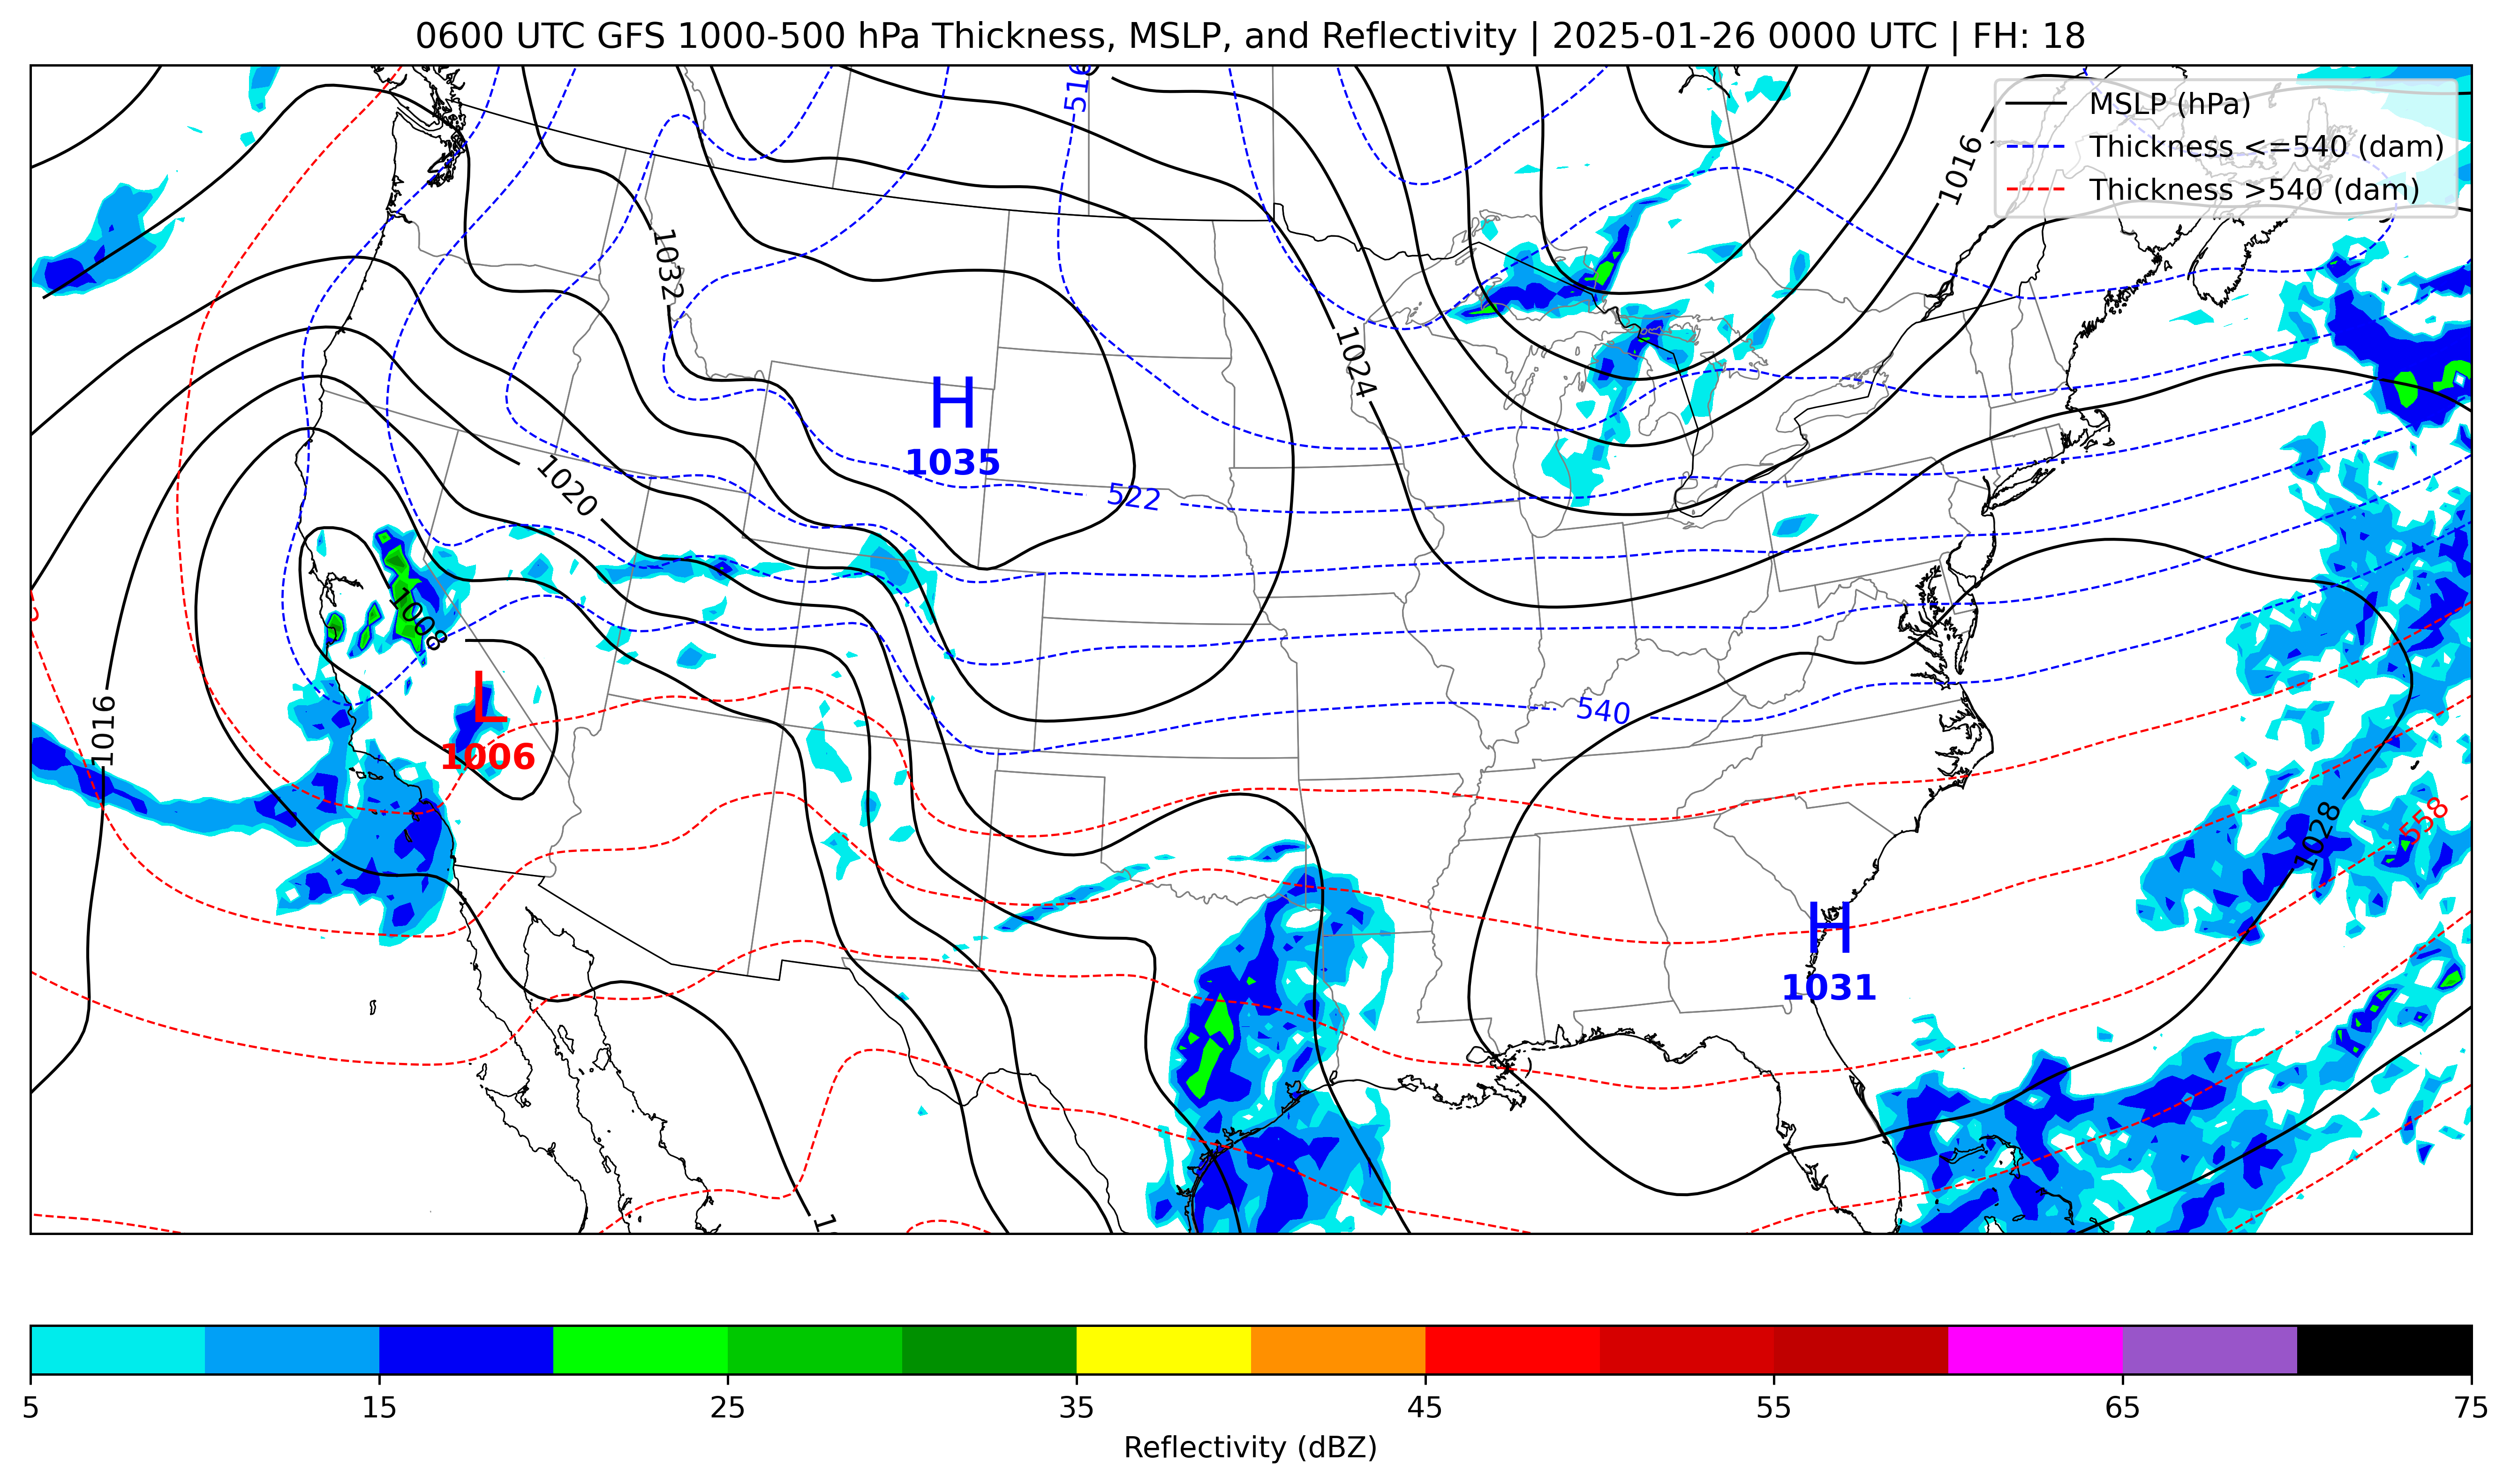 0600 UTC GFS 1000-500 hPa Thickness, MSLP, and Reflectivity | 2025-01-26 0000 UTC | FH: 18
MSLP (hPa)
Thickness <=540 (dam)
Thickness >540 (dam)
516
1016
1032
1024
H
1035
1020
522
1008
L
1006
1016
540
1028
558
H
1031
5 15 25 35 45 55 65 75
Reflectivity (dBZ)